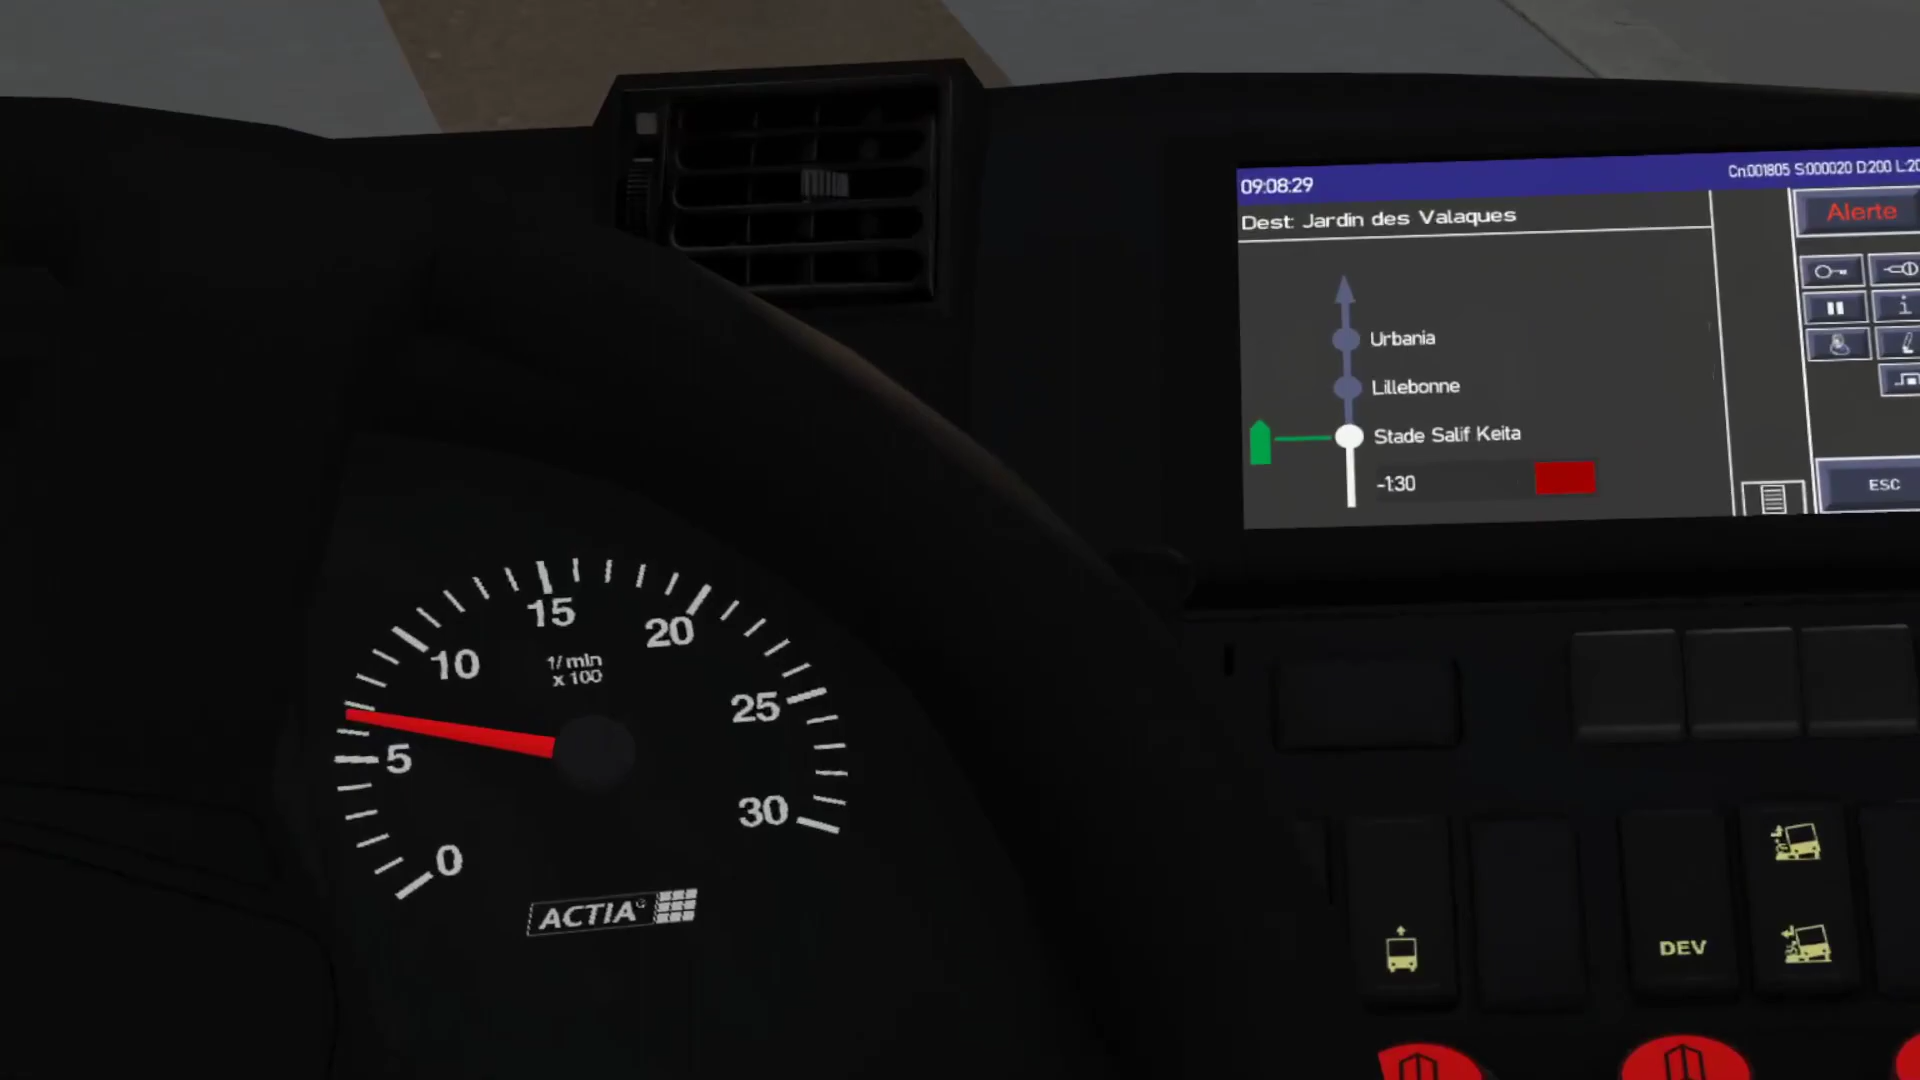 09:08:29
Cn:001805 S:000020 D:200 L:20
Dest: Jardin des Valaques
Alerte
Urbania
Lillebonne
Stade Salif Keita
-1:30
ESC
0
5
10
15
20
25
30
1/min
x 100
ACTIA®
DEV